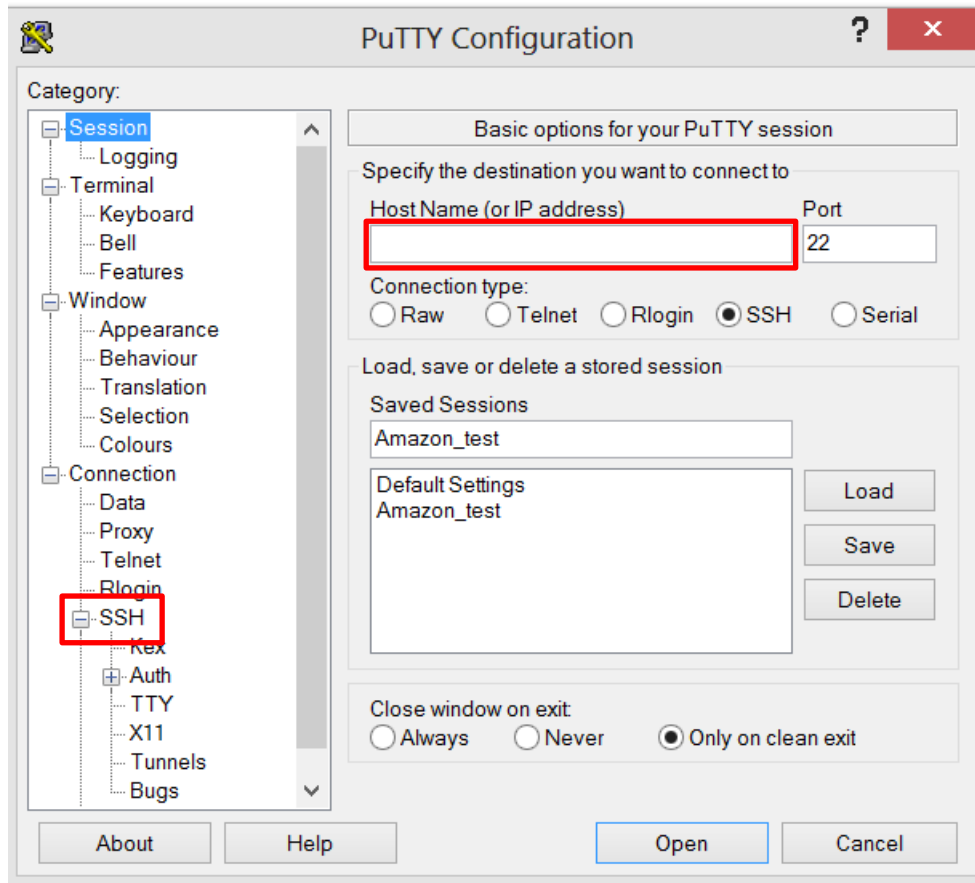 PuTTY Configuration
?
Category:
Session
Logging
Terminal
Keyboard
Bell
Features
Window
Appearance
Behaviour
Translation
Selection
Colours
Connection
Data
Proxy
Telnet
Rlogin
SSH
Kex
Auth
TTY
X11
Tunnels
Bugs
Basic options for your PuTTY session
Specify the destination you want to connect to
Host Name (or IP address) Port
22
Connection type:
Raw Telnet Rlogin SSH Serial
Load, save or delete a stored session
Saved Sessions
Amazon_test
Default Settings
Amazon_test
Load
Save
Delete
Close window on exit:
Always Never Only on clean exit
About Help Open Cancel